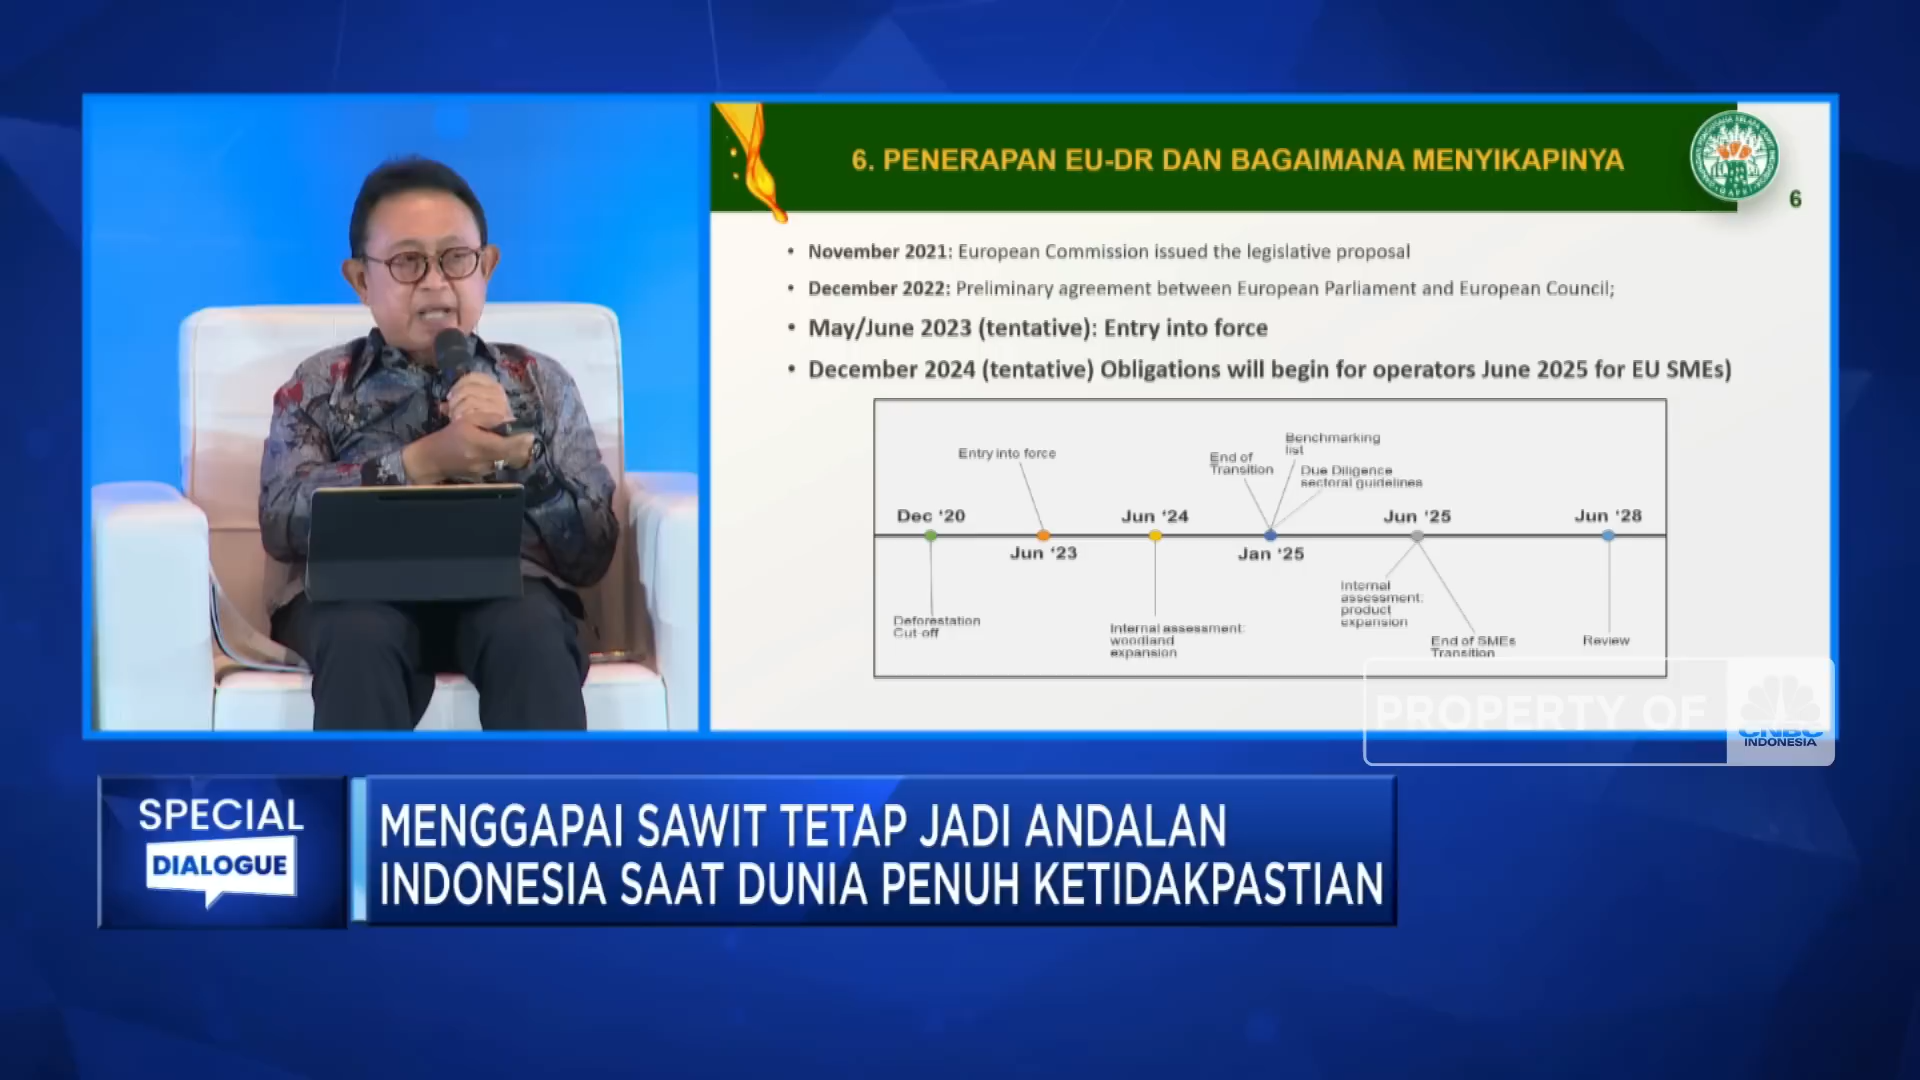 6. PENERAPAN EU-DR DAN BAGAIMANA MENYIKAPINYA
GAPKI
6
• November 2021: European Commission issued the legislative proposal
• December 2022: Preliminary agreement between European Parliament and European Council;
• May/June 2023 (tentative): Entry into force
• December 2024 (tentative) Obligations will begin for operators June 2025 for EU SMEs)
Entry into force
End of
Transition
Benchmarking
list
Due Diligence
sectoral guidelines
Dec '20
Jun '23
Jun '24
Jan '25
Jun '25
Jun '28
Deforestation
Cut-off
Internal assessment:
woodland
expansion
Internal
assessment:
product
expansion
End of SMEs
Transition
Review
PROPERTY OF
CNBC
INDONESIA
SPECIAL
DIALOGUE
MENGGAPAI SAWIT TETAP JADI ANDALAN
INDONESIA SAAT DUNIA PENUH KETIDAKPASTIAN